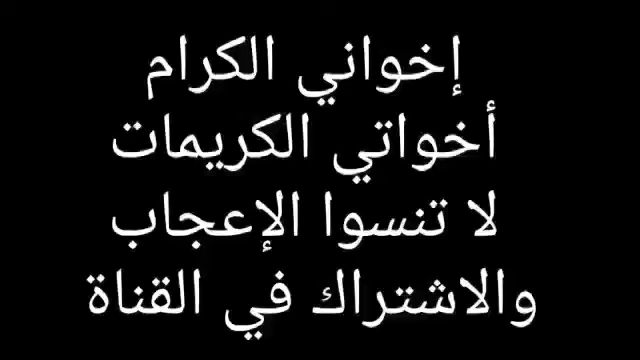 إخواني الكرام
أخواتي الكريمات
لا تنسوا الإعجاب
والاشتراك في القناة